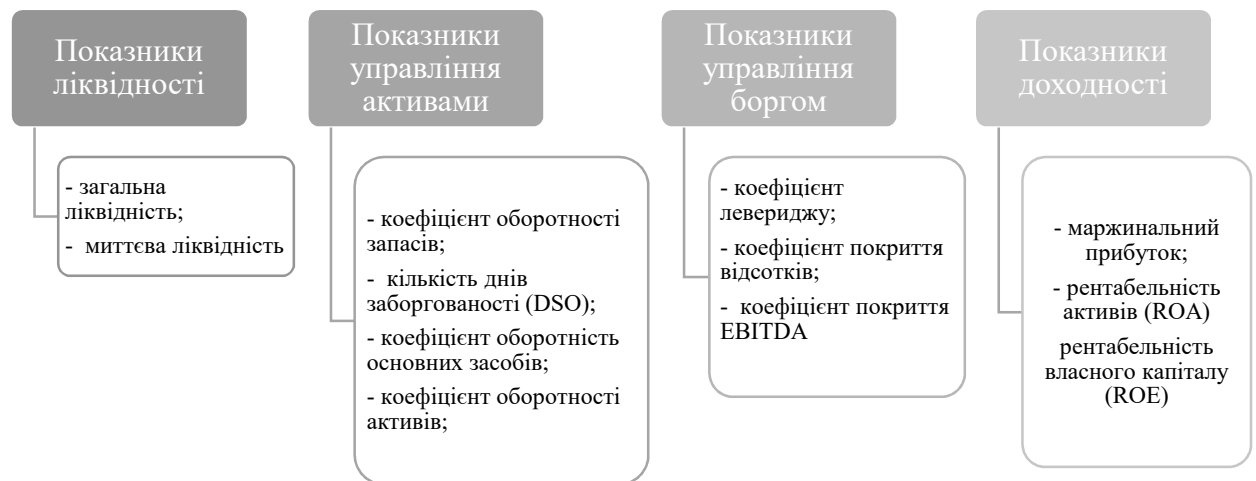 Показники
ліквідності
- загальна
ліквідність;
- миттєва ліквідність
Показники
управління
активами
- коефіцієнт оборотності
запасів;
- кількість днів
заборгованості (DSO);
- коефіцієнт оборотність
основних засобів;
- коефіцієнт оборотності
активів;
Показники
управління
боргом
- коефіцієнт
левериджу;
- коефіцієнт покриття
відсотків;
- коефіцієнт покриття
EBITDA
Показники
доходності
- маржинальний
прибуток;
- рентабельність
активів (ROA)
рентабельність
власного капіталу
(ROE)